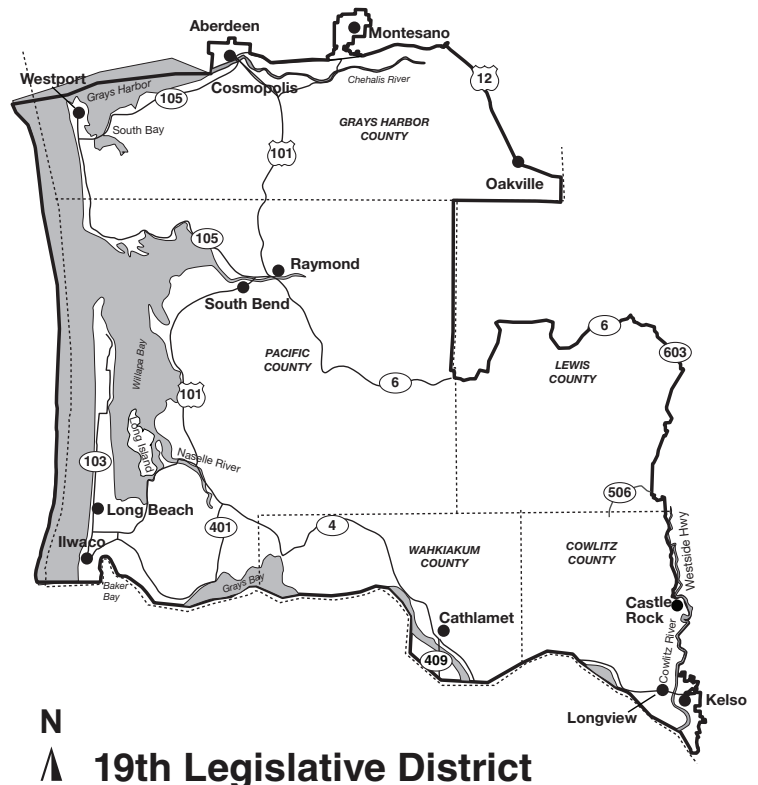 Aberdeen
Montesano
Westport
Grays Harbor
105
Cosmopolis
Chehalis River
12
South Bay
GRAYS HARBOR
COUNTY
101
Oakville
105
Raymond
South Bend
Willapa Bay
PACIFIC
COUNTY
6
6
LEWIS
COUNTY
603
101
Long Island
103
Naselle River
506
Long Beach
401
4
Westside Hwy
Ilwaco
WAHKIAKUM
COUNTY
COWLITZ
COUNTY
Baker
Bay
Grays Bay
Castle
Rock
Cathlamet
Cowlitz River
409
Kelso
Longview
N
19th Legislative District